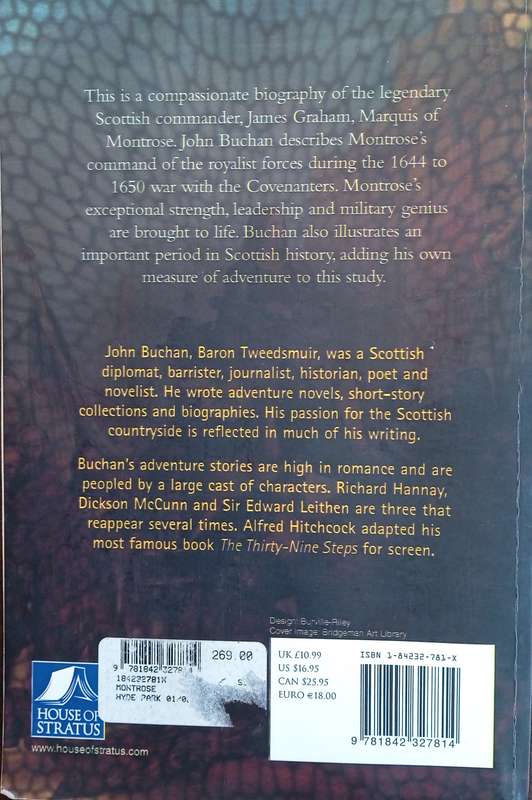 This is a compassionate biography of the legendary
Scottish commander, James Graham, Marquis of
Montrose. John Buchan describes Montrose's
command of the royalist forces during the 1644 to
1650 war with the Covenanters. Montrose's
exceptional strength, leadership and military genius
are brought to life. Buchan also illustrates an
important period in Scottish history, adding his own
measure of adventure to this study.
John Buchan, Baron Tweedsmuir, was a Scottish
diplomat, barrister, journalist, historian, poet and
novelist. He wrote adventure novels, short-story
collections and biographies. His passion for the Scottish
countryside is reflected in much of his writing.
Buchan's adventure stories are high in romance and are
peopled by a large cast of characters. Richard Hannay,
Dickson McCunn and Sir Edward Leithen are three that
reappear several times. Alfred Hitchcock adapted his
most famous book The Thirty-Nine Steps for screen.
Design: Burville-Riley
Cover Image: Bridgeman Art Library
269.00
9 781842 327814
184232781X
MONTROSE
HYDE PARK
UK £10.99
US $16.95
CAN $25.95
EURO €18.00
ISBN 1-84232-781-X
9 781842 327814
HOUSE OF
STRATUS
www.houseofstratus.com